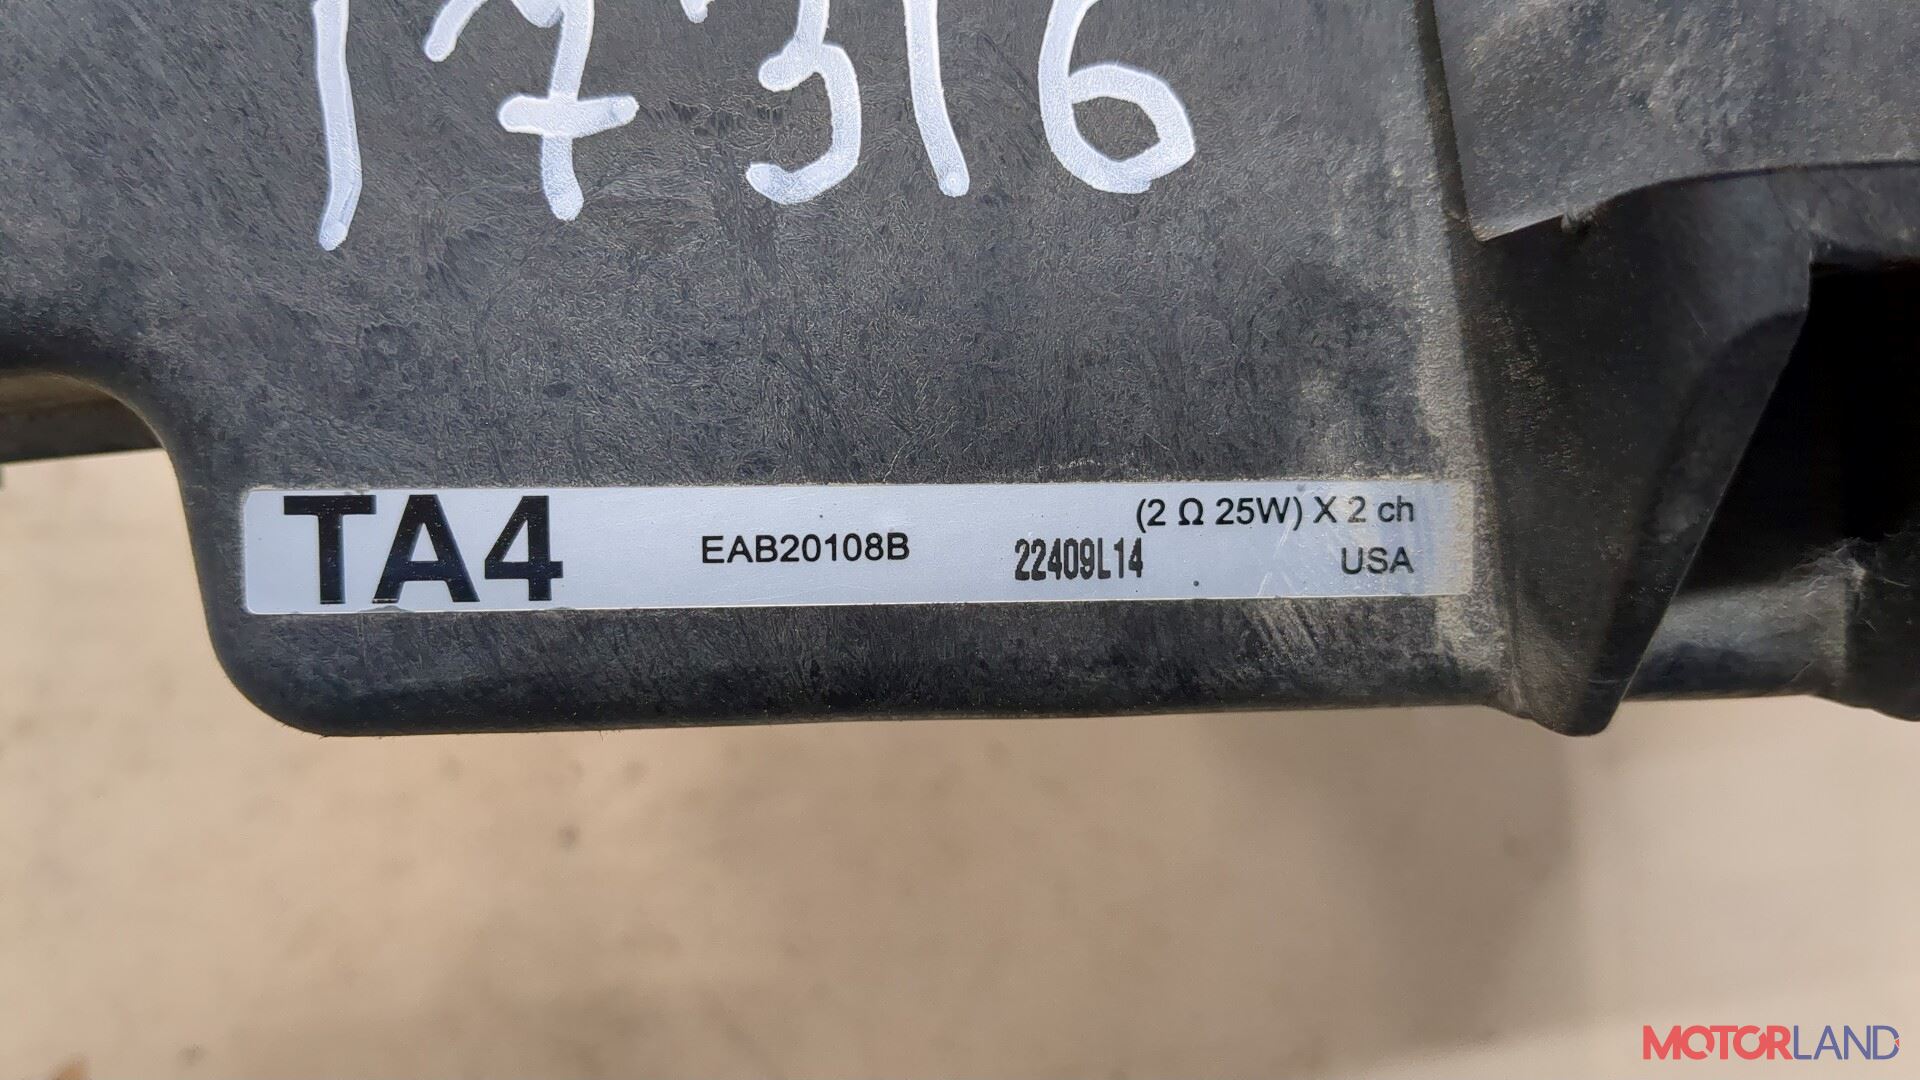 17316
TA4
EAB20108B
(2 Ω 25W) X 2 ch
22409L14
USA
MOTORLAND